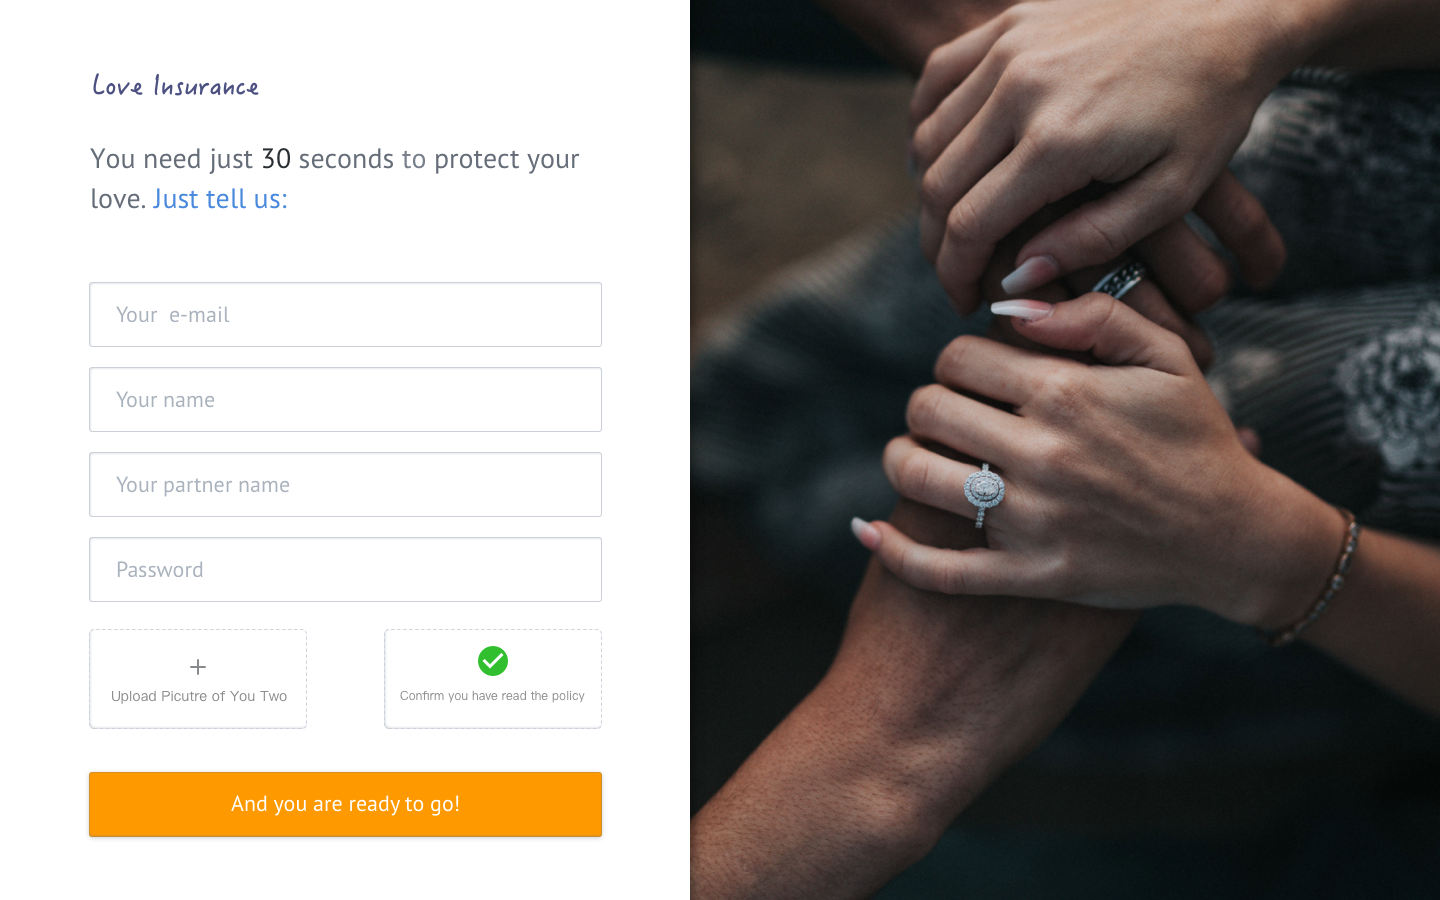 Love Insurance
You need just 30 seconds to protect your
love. Just tell us:
Your e-mail
Your name
Your partner name
Password
Upload Picutre of You Two
Confirm you have read the policy
And you are ready to go!